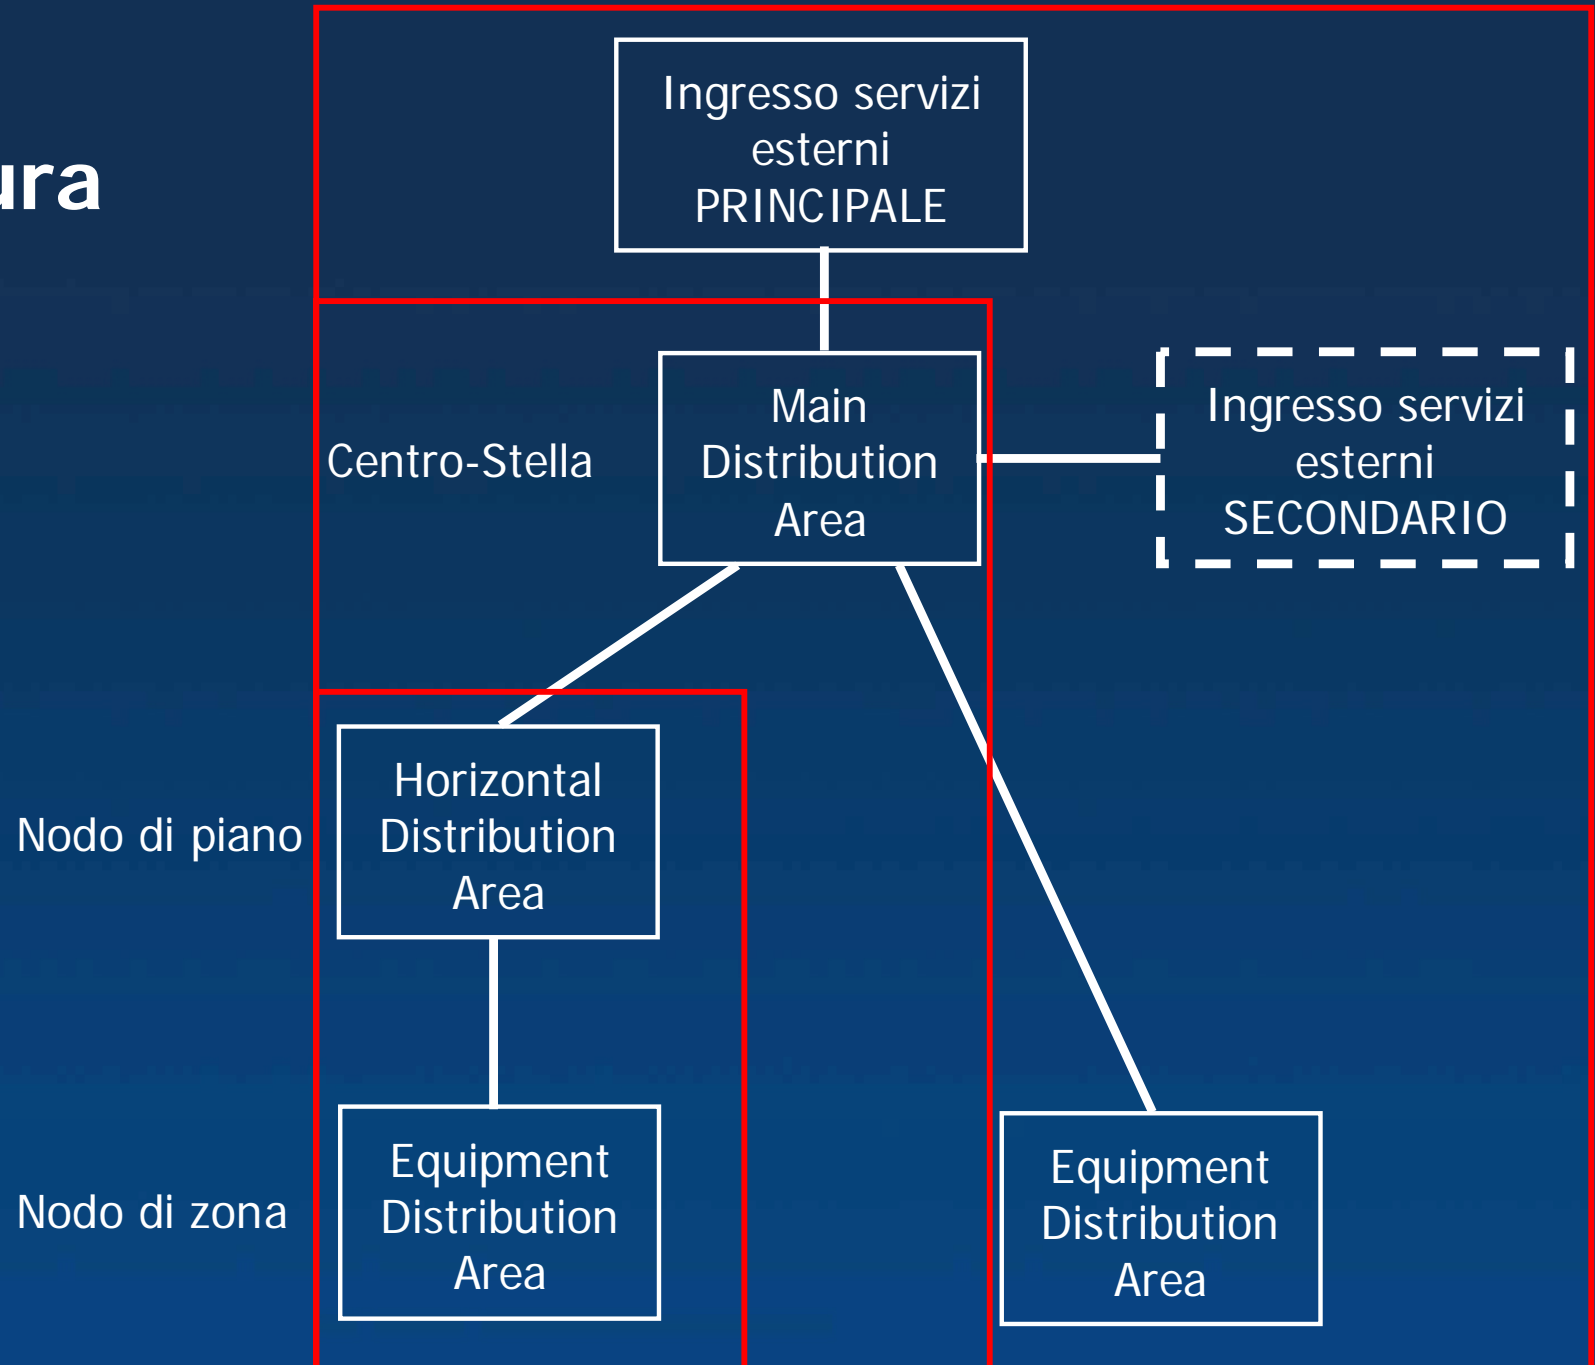 Ingresso servizi
esterni
PRINCIPALE
Centro-Stella
Main
Distribution
Area
Ingresso servizi
esterni
SECONDARIO
Nodo di piano
Horizontal
Distribution
Area
Nodo di zona
Equipment
Distribution
Area
Equipment
Distribution
Area